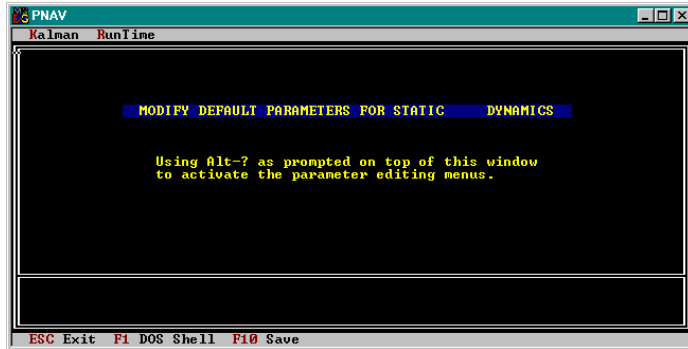 PNAV
Kalman RunTime
MODIFY DEFAULT PARAMETERS FOR STATIC DYNAMICS
Using Alt-? as prompted on top of this window
to activate the parameter editing menus.
ESC Exit F1 DOS Shell F10 Save